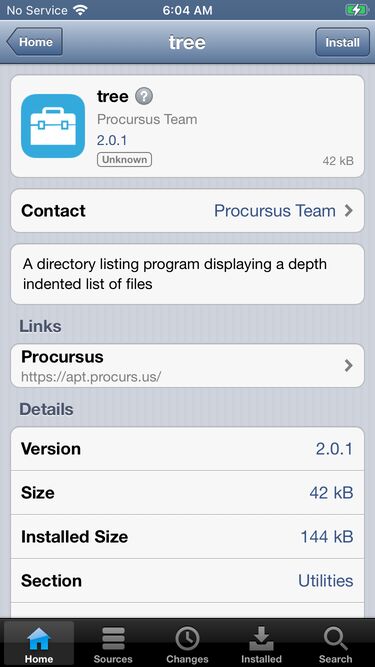 No Service 6:04 AM
Home tree Install
tree ?
Procursus Team
2.0.1
Unknown 42 kB
Contact Procursus Team
A directory listing program displaying a depth
indented list of files
Links
Procursus
https://apt.procurs.us/
Details
Version 2.0.1
Size 42 kB
Installed Size 144 kB
Section Utilities
Home Sources Changes Installed Search